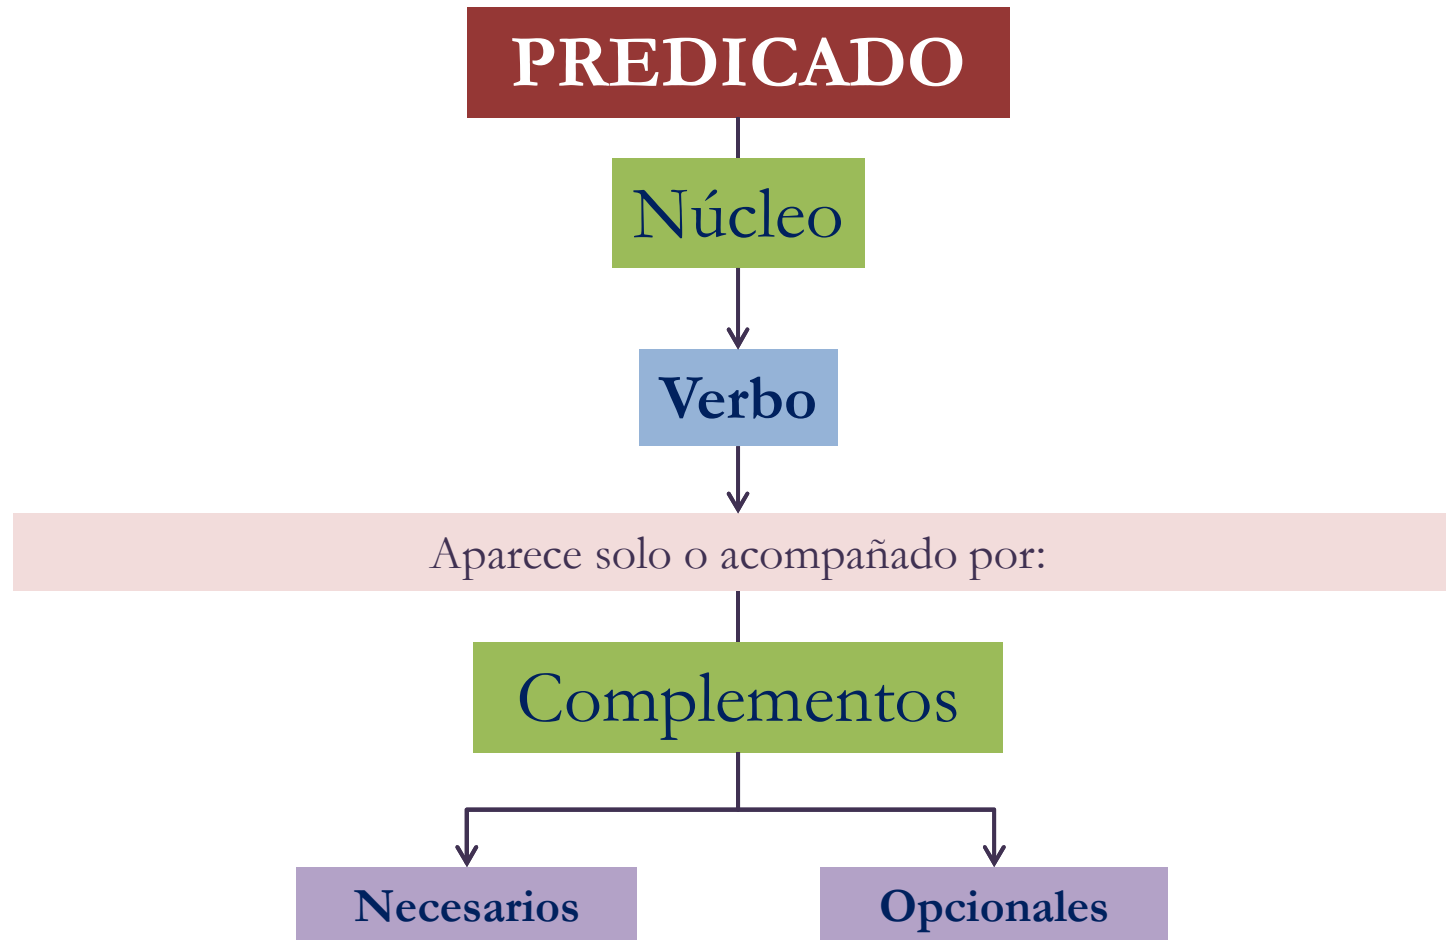 PREDICADO
Núcleo
Verbo
Aparece solo o acompañado por:
Complementos
Necesarios
Opcionales